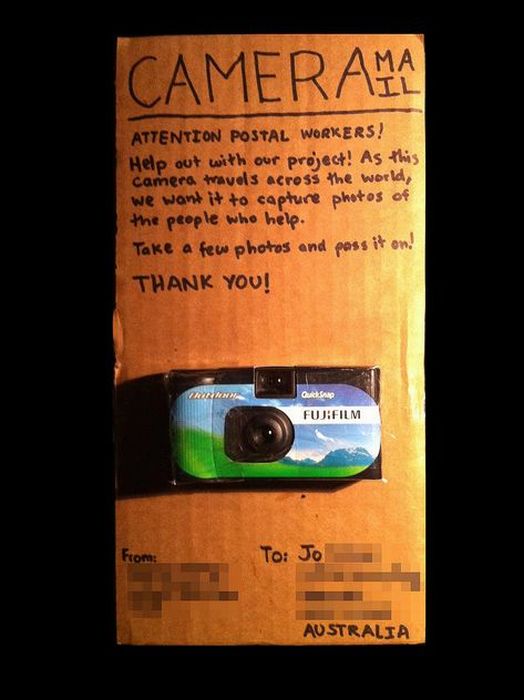 CAMERA MAIL
ATTENTION POSTAL WORKERS!
Help out with our project! As this
camera travels across the world,
we want it to capture photos of
the people who help.
Take a few photos and pass it on!
THANK YOU!
Outdoor
QuickSnap
FUJIFILM
From:
To: Jo
AUSTRALIA